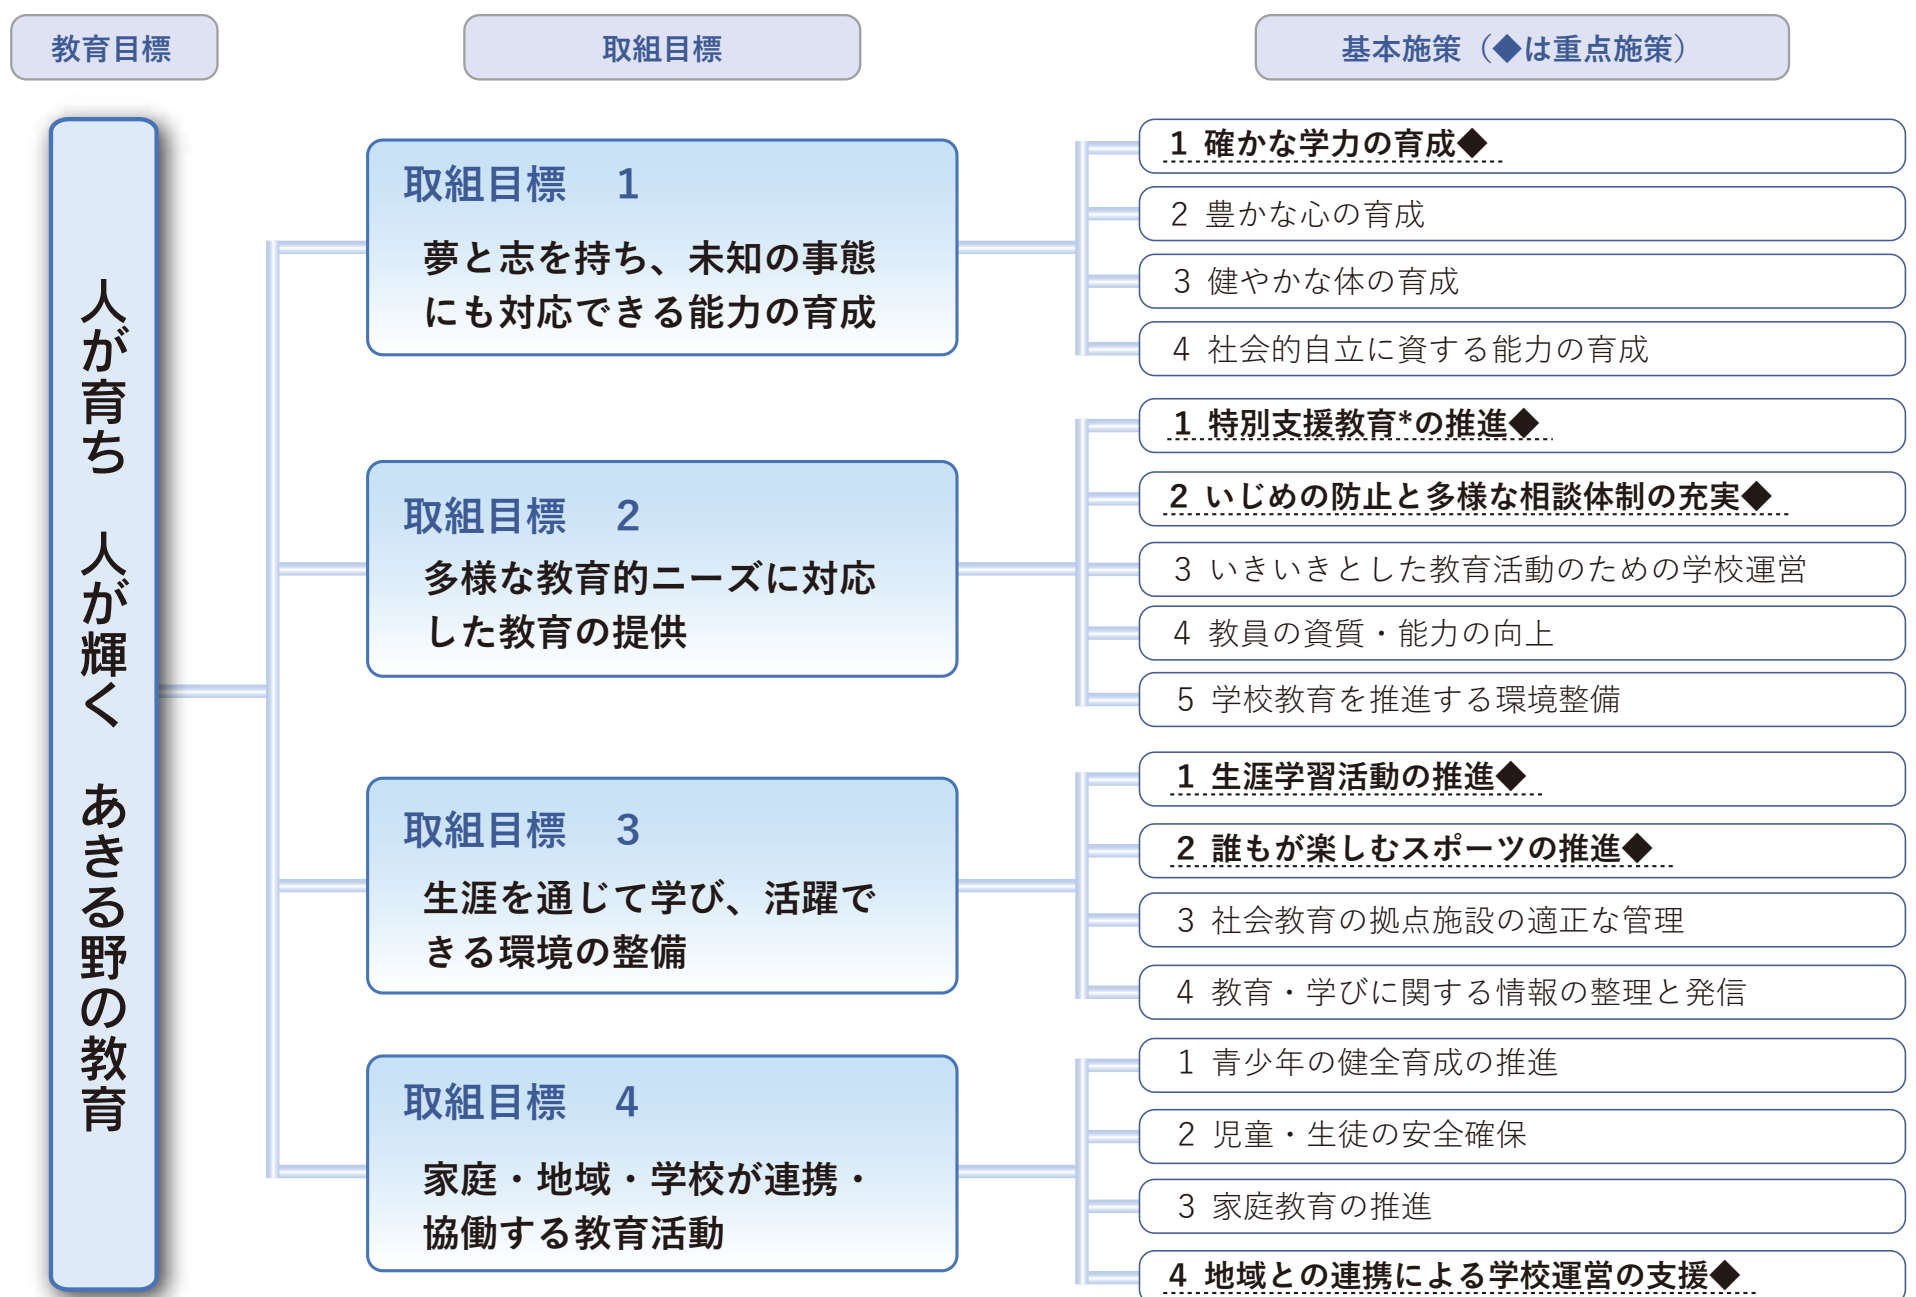 教育目標
取組目標
基本施策（◆は重点施策）
人が育ち　人が輝く　あきる野の教育
取組目標　1
夢と志を持ち、未知の事態
にも対応できる能力の育成
1 確かな学力の育成◆
2 豊かな心の育成
3 健やかな体の育成
4 社会的自立に資する能力の育成
取組目標　2
多様な教育的ニーズに対応
した教育の提供
1 特別支援教育*の推進◆
2 いじめの防止と多様な相談体制の充実◆
3 いきいきとした教育活動のための学校運営
4 教員の資質・能力の向上
5 学校教育を推進する環境整備
取組目標　3
生涯を通じて学び、活躍で
きる環境の整備
1 生涯学習活動の推進◆
2 誰もが楽しむスポーツの推進◆
3 社会教育の拠点施設の適正な管理
4 教育・学びに関する情報の整理と発信
取組目標　4
家庭・地域・学校が連携・
協働する教育活動
1 青少年の健全育成の推進
2 児童・生徒の安全確保
3 家庭教育の推進
4 地域との連携による学校運営の支援◆